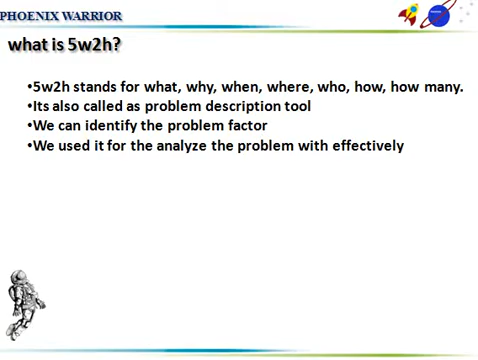 PHOENIX WARRIOR
what is 5w2h?
•5w2h stands for what, why, when, where, who, how, how many.
•Its also called as problem description tool
•We can identify the problem factor
•We used it for the analyze the problem with effectively